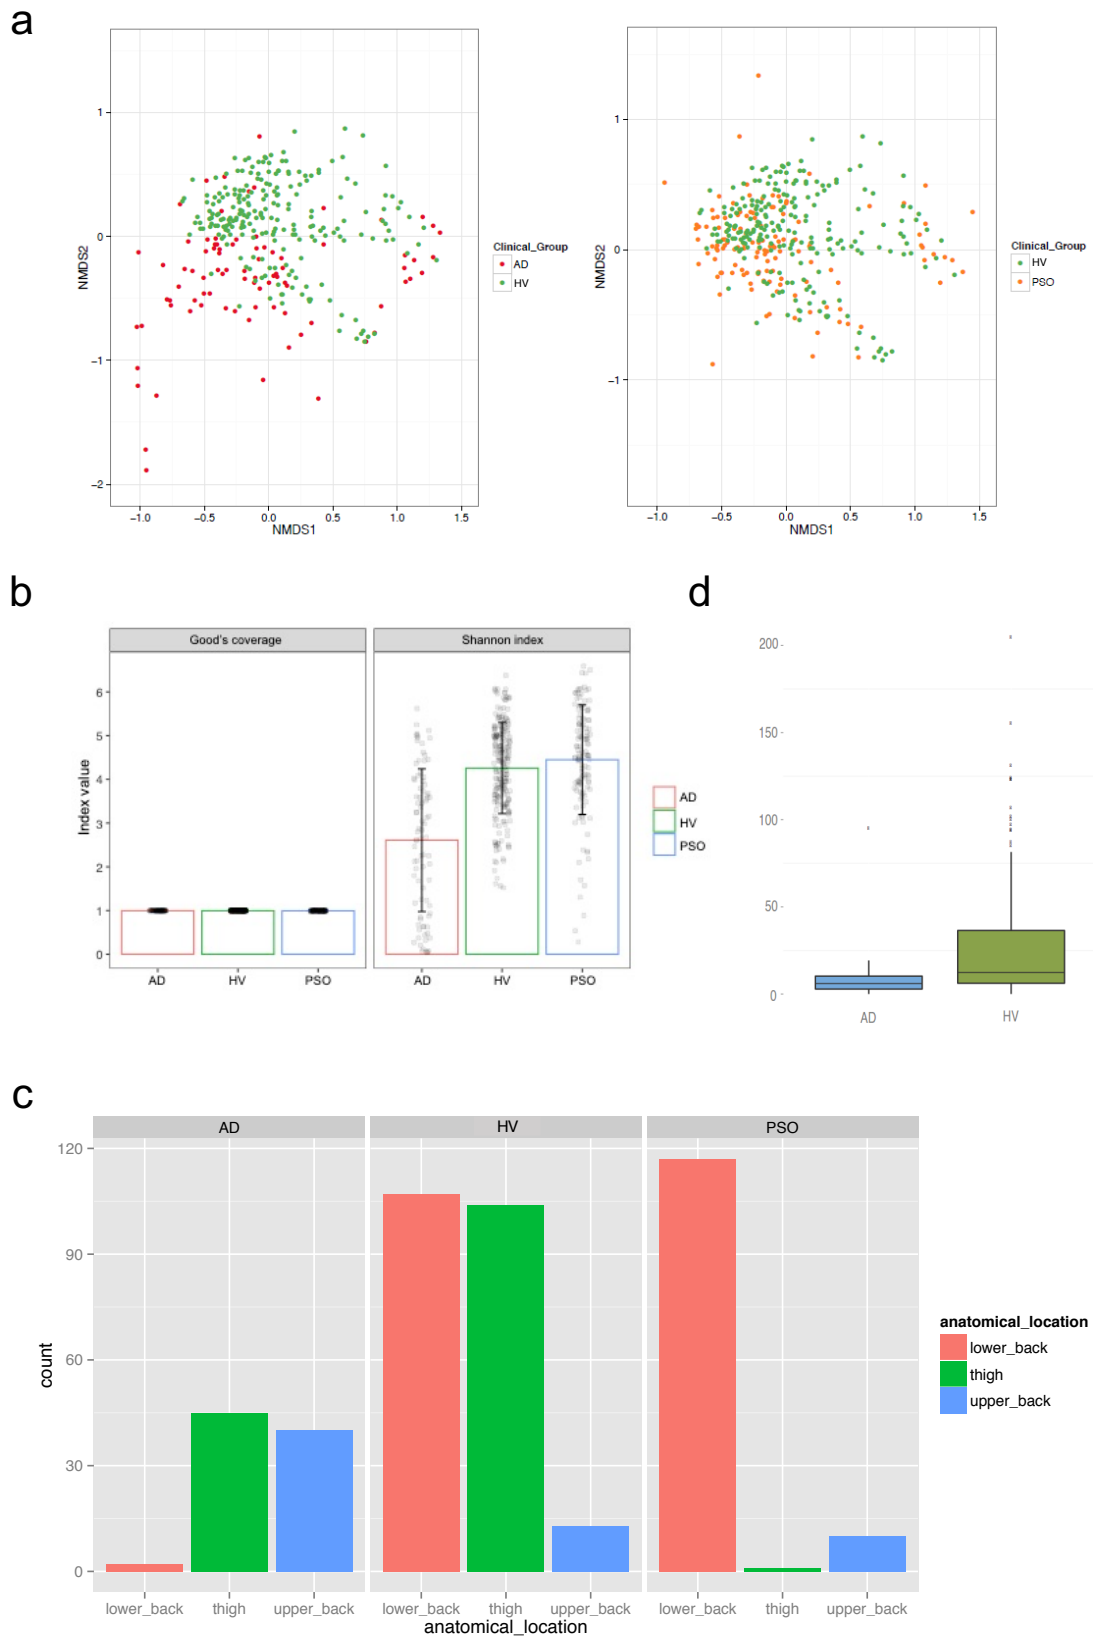 a
1
0
−1
−2
NMDS2
−1.0 −0.5 0.0 0.5 1.0 1.5
NMDS1
Clinical_Group
AD
HV
1
0
−1
NMDS2
−1.0 −0.5 0.0 0.5 1.0 1.5
NMDS1
Clinical_Group
HV
PSO
b
Good's coverage
Shannon index
6
5
4
3
2
1
0
Index value
AD HV PSO
AD HV PSO
AD
HV
PSO
d
200
150
100
50
0
AD HV
c
AD HV PSO
120
90
60
30
0
count
lower_back thigh upper_back
lower_back thigh upper_back
lower_back thigh upper_back
anatomical_location
anatomical_location
lower_back
thigh
upper_back